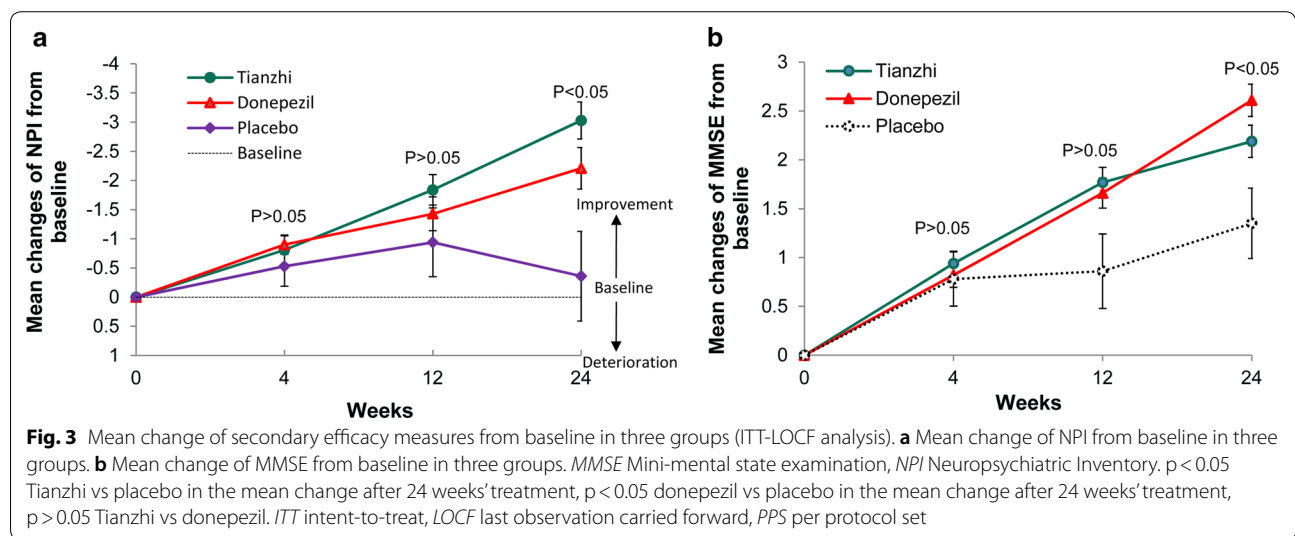 a
Mean changes of NPI from
baseline
-4
-3.5
-3
-2.5
-2
-1.5
-1
-0.5
0
0.5
1
Tianzhi
Donepezil
Placebo
Baseline
P>0.05
P>0.05
P<0.05
Improvement
Baseline
Deterioration
0
4
12
24
Weeks
b
Mean changes of MMSE from
baseline
3
2.5
2
1.5
1
0.5
0
Tianzhi
Donepezil
Placebo
P>0.05
P>0.05
P<0.05
0
4
12
24
Weeks
Fig. 3 Mean change of secondary efficacy measures from baseline in three groups (ITT-LOCF analysis). a Mean change of NPI from baseline in three
groups. b Mean change of MMSE from baseline in three groups. MMSE Mini-mental state examination, NPI Neuropsychiatric Inventory. p < 0.05
Tianzhi vs placebo in the mean change after 24 weeks’ treatment, p < 0.05 donepezil vs placebo in the mean change after 24 weeks’ treatment,
p > 0.05 Tianzhi vs donepezil. ITT intent-to-treat, LOCF last observation carried forward, PPS per protocol set